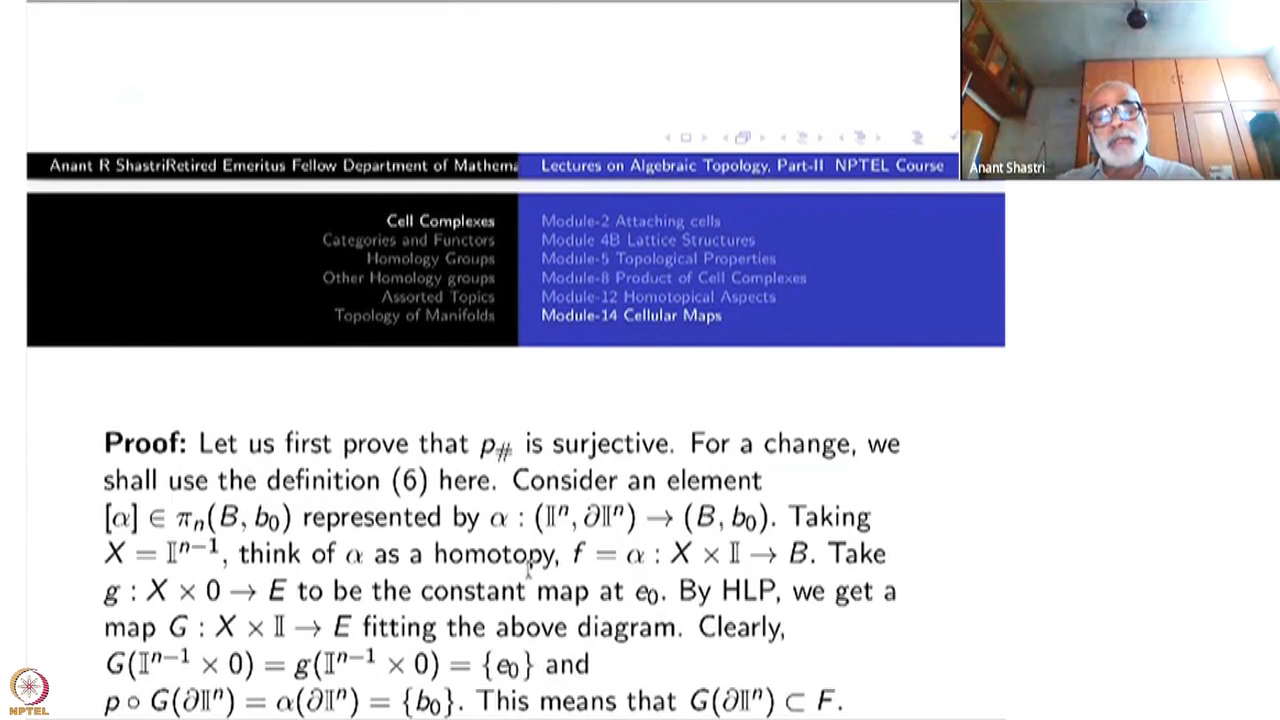 Anant R ShastriRetired Emeritus Fellow Department of Mathema
Lectures on Algebraic Topology, Part-II NPTEL Course
Anant Shastri
Cell Complexes
Categories and Functors
Homology Groups
Other Homology groups
Assorted Topics
Topology of Manifolds
Module-2 Attaching cells
Module 4B Lattice Structures
Module-5 Topological Properties
Module-8 Product of Cell Complexes
Module-12 Homotopical Aspects
Module-14 Cellular Maps
Proof: Let us first prove that p_# is surjective. For a change, we
shall use the definition (6) here. Consider an element
[α] ∈ πₙ(B, b₀) represented by α : (𝕀ⁿ, ∂𝕀ⁿ) → (B, b₀). Taking
X = 𝕀ⁿ⁻¹, think of α as a homotopy, f = α : X × 𝕀 → B. Take
g : X × 0 → E to be the constant map at e₀. By HLP, we get a
map G : X × 𝕀 → E fitting the above diagram. Clearly,
G(𝕀ⁿ⁻¹ × 0) = g(𝕀ⁿ⁻¹ × 0) = {e₀} and
p ∘ G(∂𝕀ⁿ) = α(∂𝕀ⁿ) = {b₀}. This means that G(∂𝕀ⁿ) ⊂ F.
NPTEL